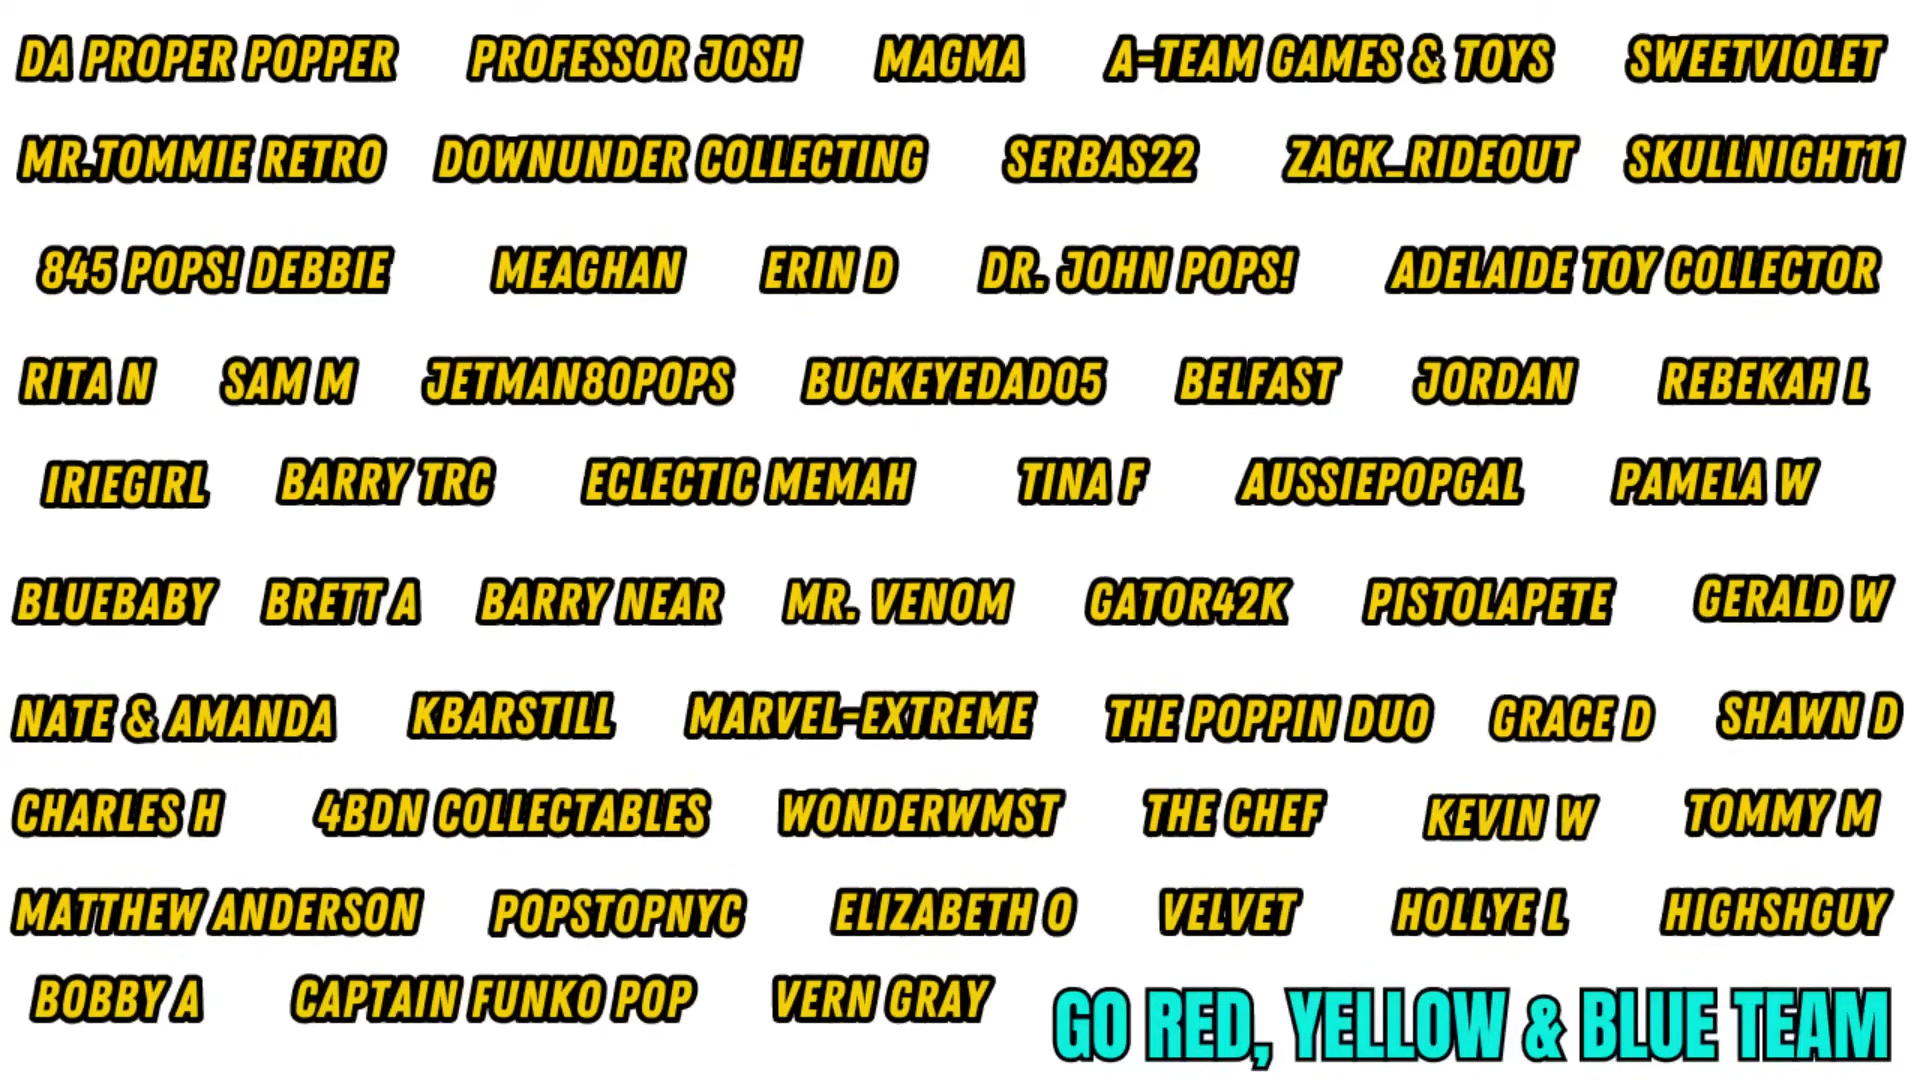 DA PROPER POPPER PROFESSOR JOSH MAGMA A-TEAM GAMES & TOYS SWEETVIOLET
MR.TOMMIE RETRO DOWNUNDER COLLECTING SERBAS22 ZACK_RIDEOUT SKULLNIGHT11
845 POPS! DEBBIE MEAGHAN ERIN D DR. JOHN POPS! ADELAIDE TOY COLLECTOR
RITA N SAM M JETMAN80POPS BUCKEYEDAD05 BELFAST JORDAN REBEKAH L
IRIEGIRL BARRY TRC ECLECTIC MEMAH TINA F AUSSIEPOPGAL PAMELA W
BLUEBABY BRETT A BARRY NEAR MR. VENOM GATOR42K PISTOLAPETE GERALD W
NATE & AMANDA KBARSTILL MARVEL-EXTREME THE POPPIN DUO GRACE D SHAWN D
CHARLES H 4BDN COLLECTABLES WONDERWMST THE CHEF KEVIN W TOMMY M
MATTHEW ANDERSON POPSTOPNYC ELIZABETH O VELVET HOLLYE L HIGHSHGUY
BOBBY A CAPTAIN FUNKO POP VERN GRAY GO RED, YELLOW & BLUE TEAM